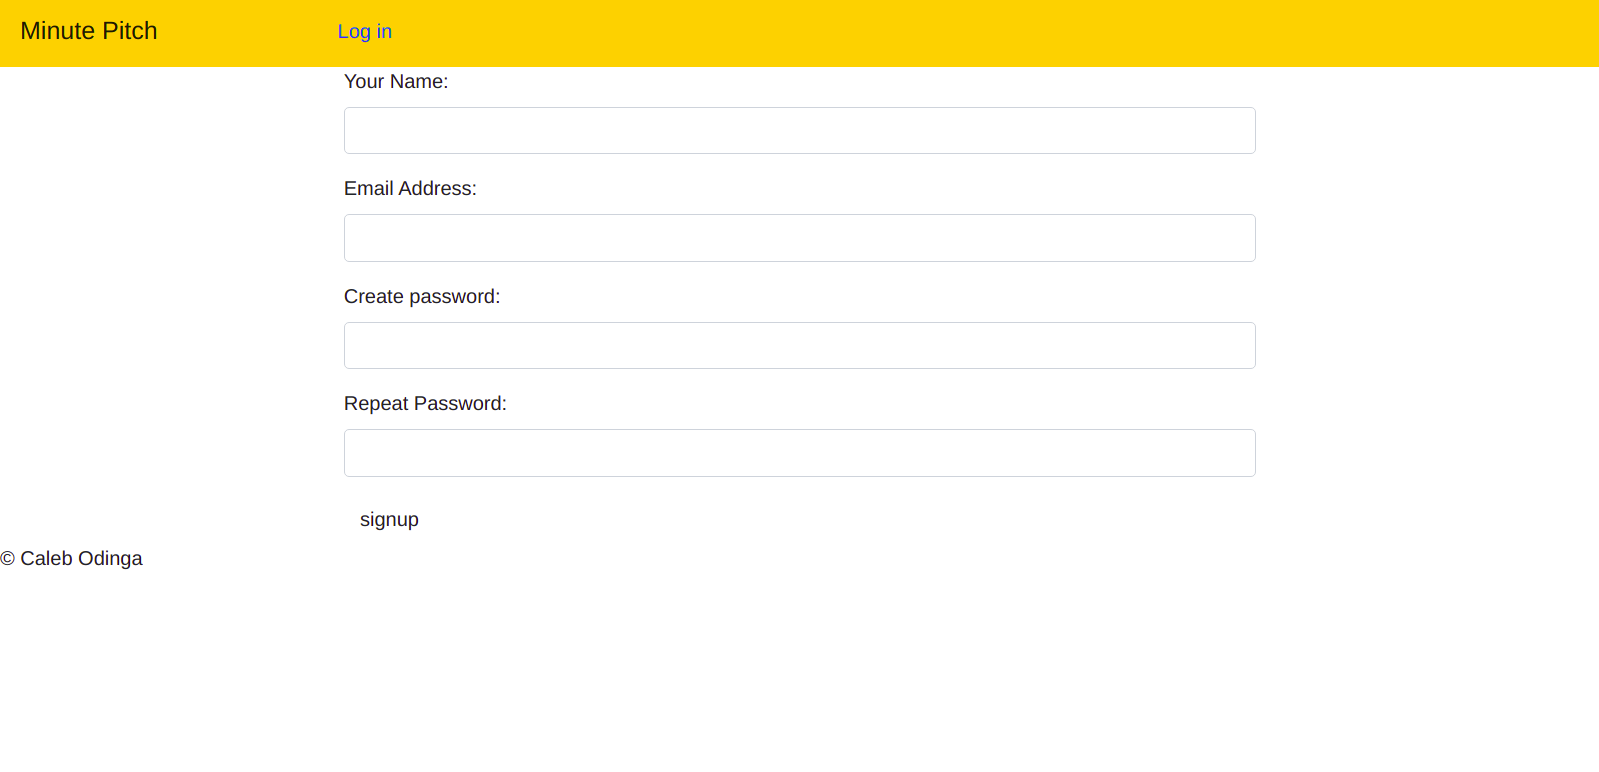 Minute Pitch Log in
Your Name:
Email Address:
Create password:
Repeat Password:
signup
© Caleb Odinga